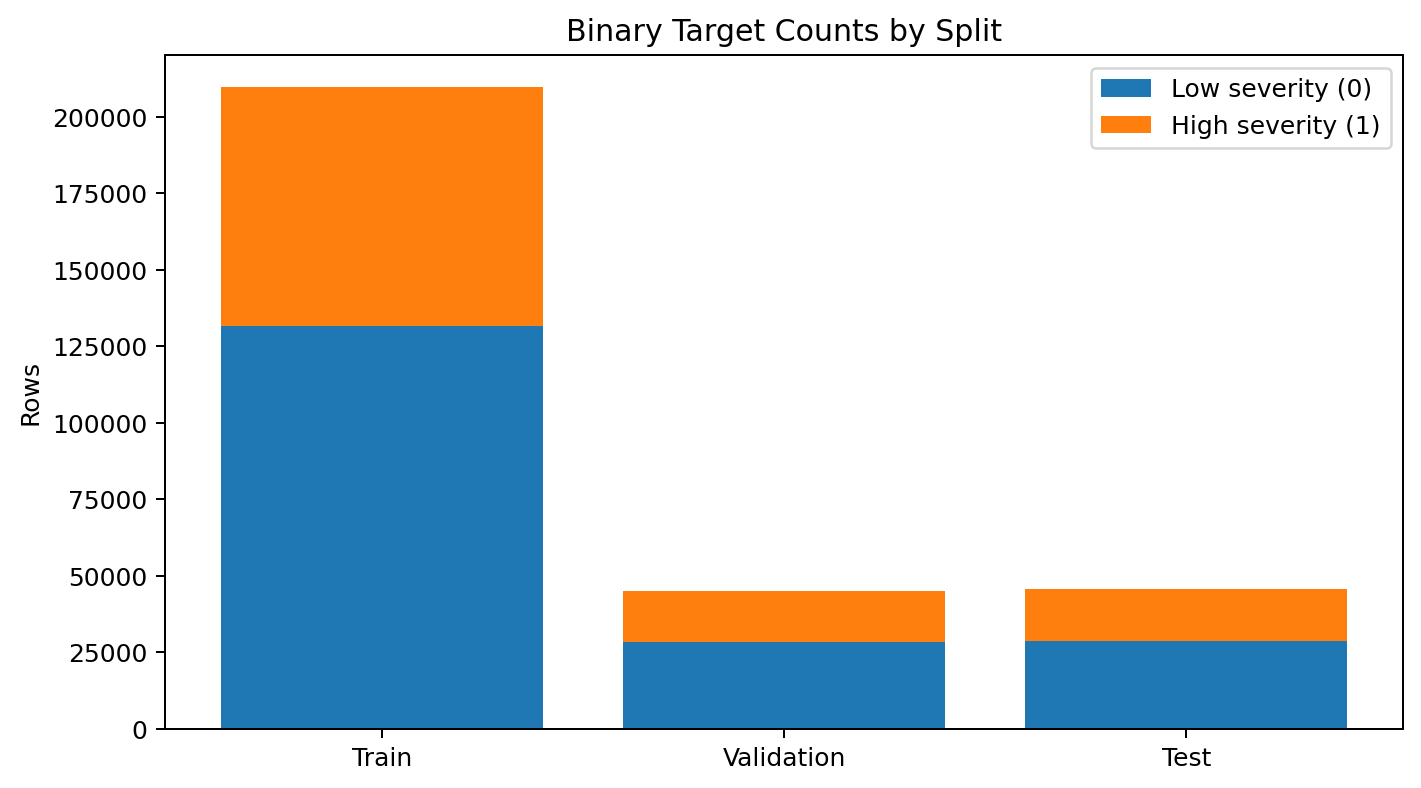 Binary Target Counts by Split
Low severity (0)
High severity (1)
200000
175000
150000
125000
100000
75000
50000
25000
0
Rows
Train
Validation
Test